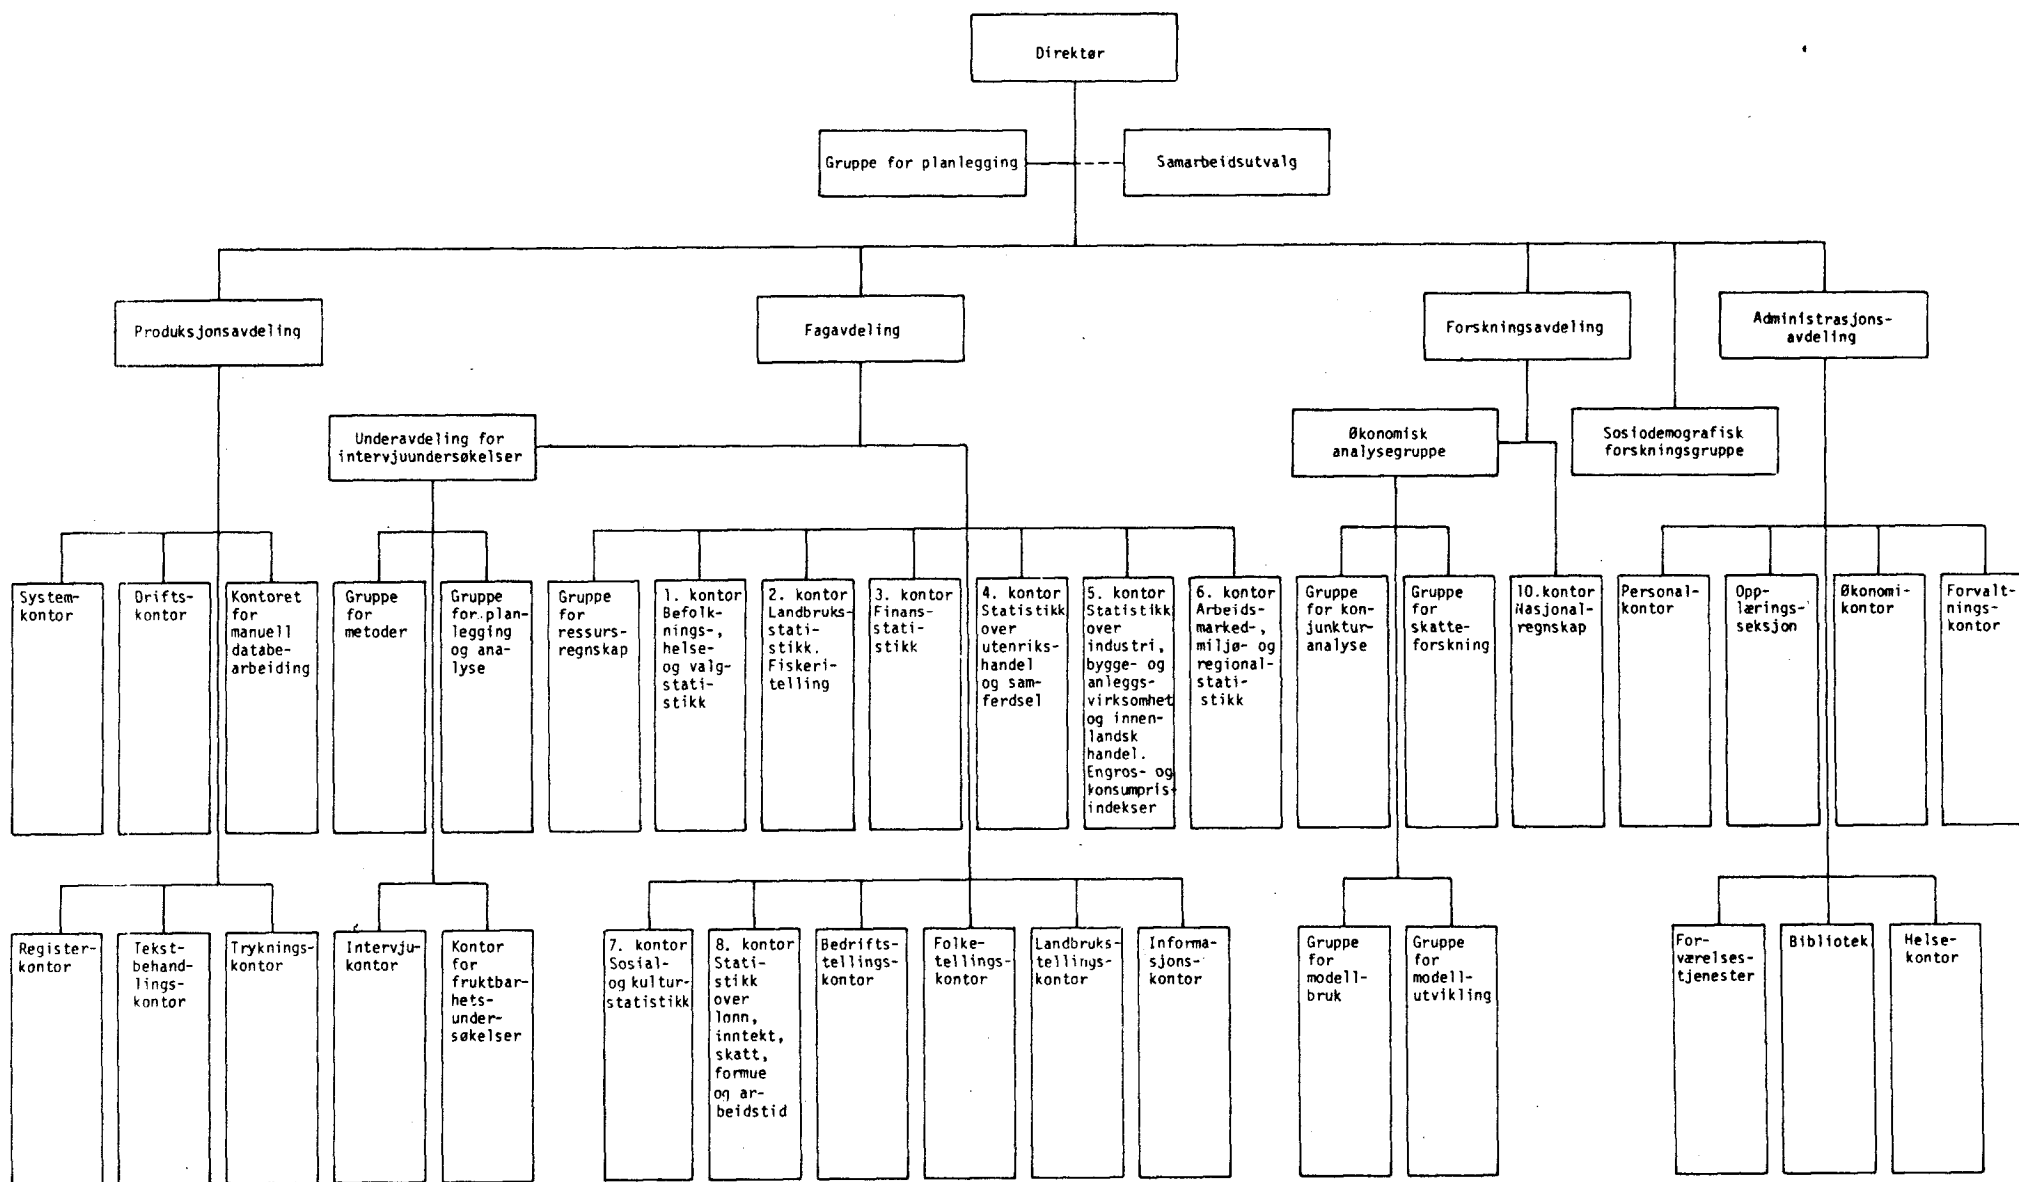 Direktør
Gruppe for planlegging
Samarbeidsutvalg
Produksjonsavdeling
Fagavdeling
Forskningsavdeling
Administrasjons-
avdeling
Underavdeling for
intervjuundersøkelser
Økonomisk
analysegruppe
Sosiodemografisk
forskningsgruppe
System-
kontor
Drifts-
kontor
Kontoret
for
manuell
databe-
arbeiding
Gruppe
for
metoder
Gruppe
for plan-
legging
og ana-
lyse
Gruppe
for
ressurs-
regnskap
1. kontor
Befolk-
nings-,
helse-
og valg-
stati-
stikk
2. kontor
Landbruks-
stati-
stikk.
Fiskeri-
telling
3. kontor
Finans-
stati-
stikk
4. kontor
Statistikk
over
utenriks-
handel
og sam-
ferdsel
5. kontor
Statistikk
over
industri,
bygge- og
anleggs-
virksomhet
og innen-
landsk
handel.
Engros- og
konsumpris-
indekser
6. kontor
Arbeids-
marked-,
miljø- og
regional-
stati-
stikk
Gruppe
for kon-
junktur-
analyse
Gruppe
for
skatte-
forskning
10.kontor
Nasjonal-
regnskap
Personal-
kontor
Opp-
lærings-
seksjon
Økonomi-
kontor
Forvalt-
nings-
kontor
Register-
kontor
Tekst-
behand-
lings-
kontor
Tryknings-
kontor
Intervju-
kontor
Kontor
for
fruktbar-
hets-
under-
søkelser
7. kontor
Sosial-
og kultur-
statistikk
8. kontor
Stati-
stikk
over
lønn,
inntekt,
skatt,
formue
og ar-
beidstid
Bedrifts-
tellings-
kontor
Folke-
tellings-
kontor
Landbruks-
tellings-
kontor
Informa-
sjons-
kontor
Gruppe
for
modell-
bruk
Gruppe
for
modell-
utvikling
For-
værelses-
tjenester
Bibliotek
Helse-
kontor